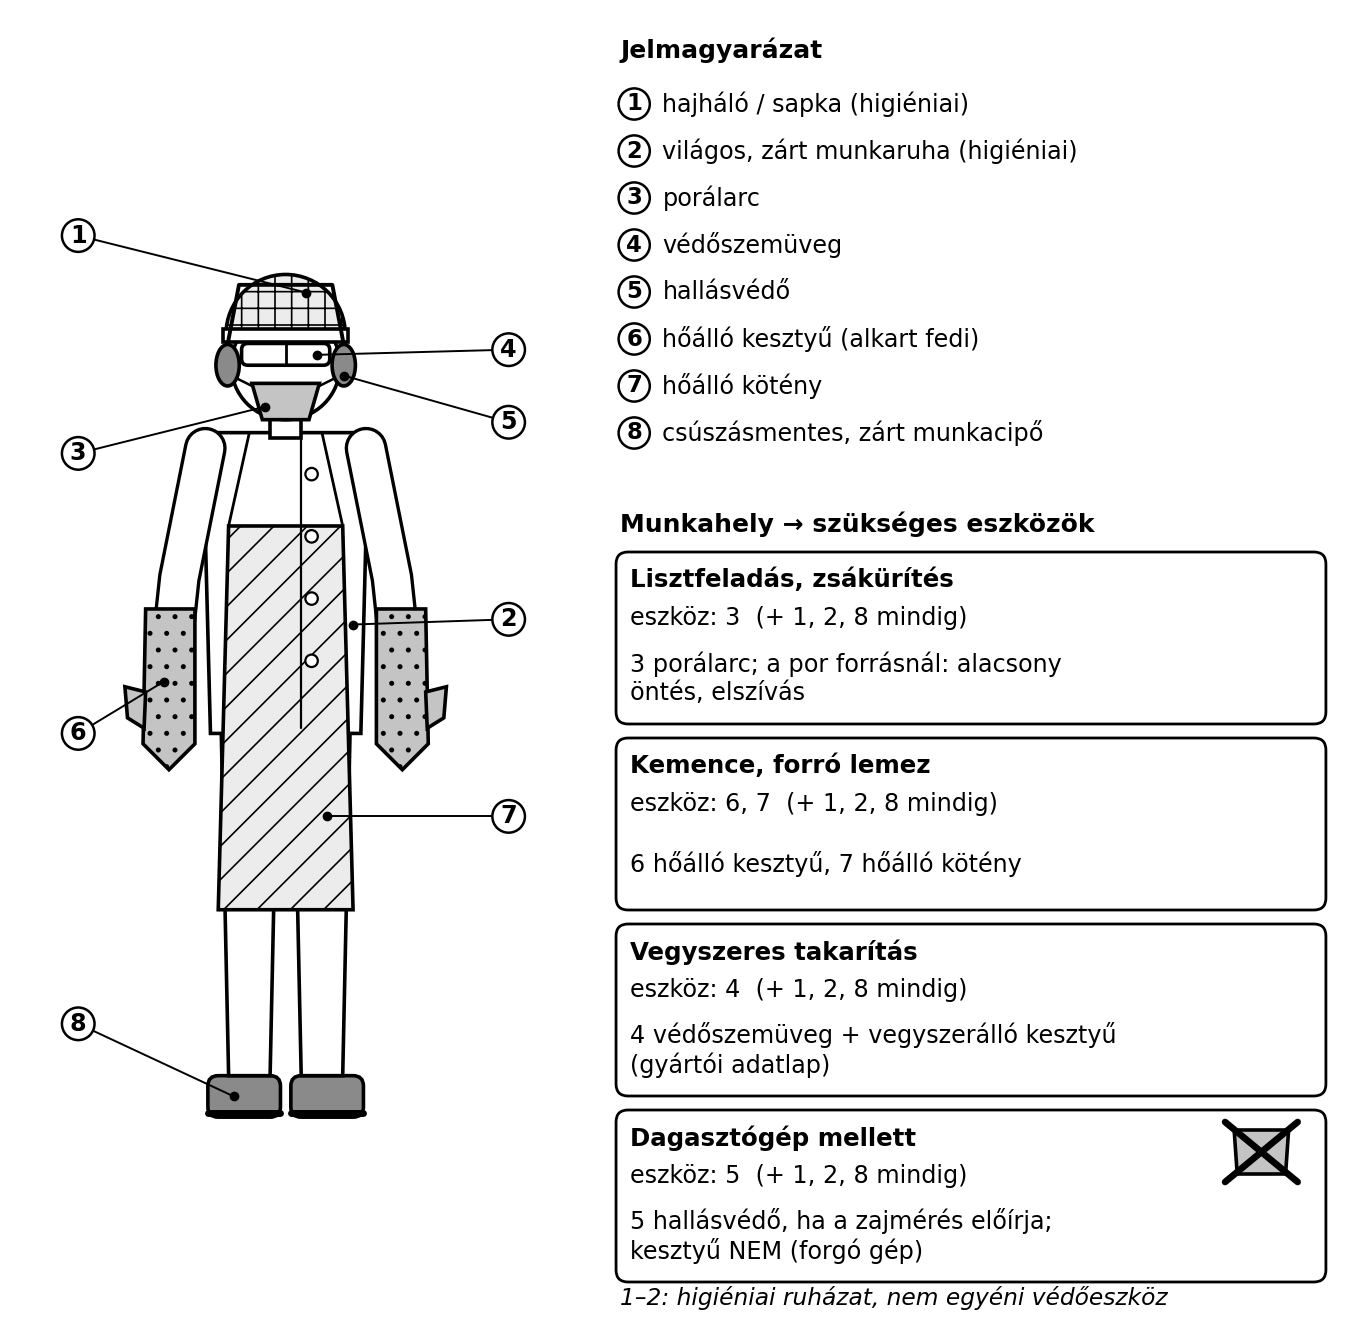 Jelmagyarázat
1 hajháló / sapka (higiéniai)
2 világos, zárt munkaruha (higiéniai)
3 porálarc
4 védőszemüveg
5 hallásvédő
6 hőálló kesztyű (alkart fedi)
7 hőálló kötény
8 csúszásmentes, zárt munkacipő
1
4
5
3
2
6
7
8
Munkahely → szükséges eszközök
Lisztfeladás, zsákürítés
eszköz: 3 (+ 1, 2, 8 mindig)
3 porálarc; a por forrásnál: alacsony
öntés, elszívás
Kemence, forró lemez
eszköz: 6, 7 (+ 1, 2, 8 mindig)
6 hőálló kesztyű, 7 hőálló kötény
Vegyszeres takarítás
eszköz: 4 (+ 1, 2, 8 mindig)
4 védőszemüveg + vegyszerálló kesztyű
(gyártói adatlap)
Dagasztógép mellett
eszköz: 5 (+ 1, 2, 8 mindig)
5 hallásvédő, ha a zajmérés előírja;
kesztyű NEM (forgó gép)
1–2: higiéniai ruházat, nem egyéni védőeszköz